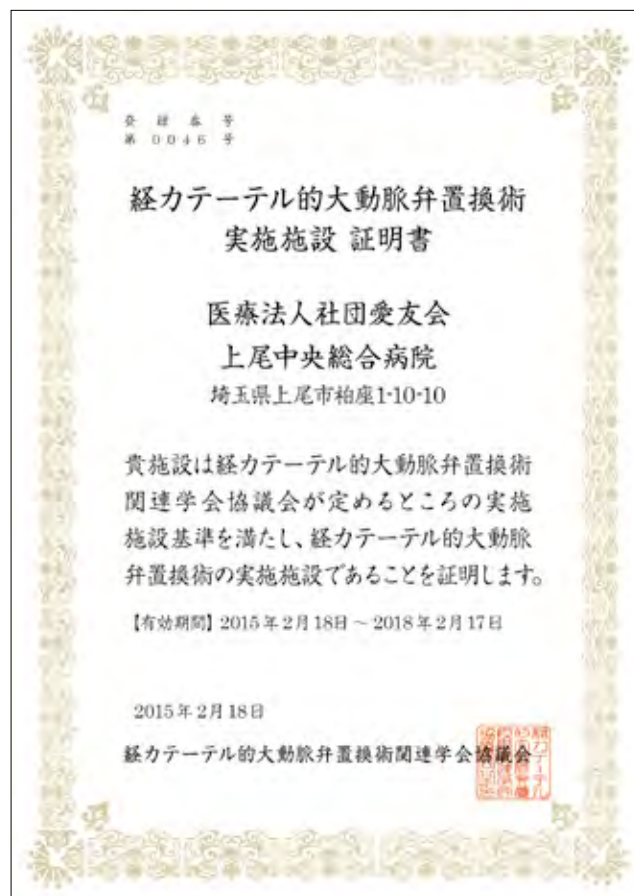 登 録 番 号
第 0 0 4 6 号
経カテーテル的大動脈弁置換術
実施施設 証明書
医療法人社団愛友会
上尾中央総合病院
埼玉県上尾市柏座1-10-10
貴施設は経カテーテル的大動脈弁置換術
関連学会協議会が定めるところの実施
施設基準を満たし、経カテーテル的大動脈
弁置換術の実施施設であることを証明します。
【有効期間】2015年2月18日～2018年2月17日
2015年2月18日
経カテーテル的大動脈弁置換術関連学会協議会